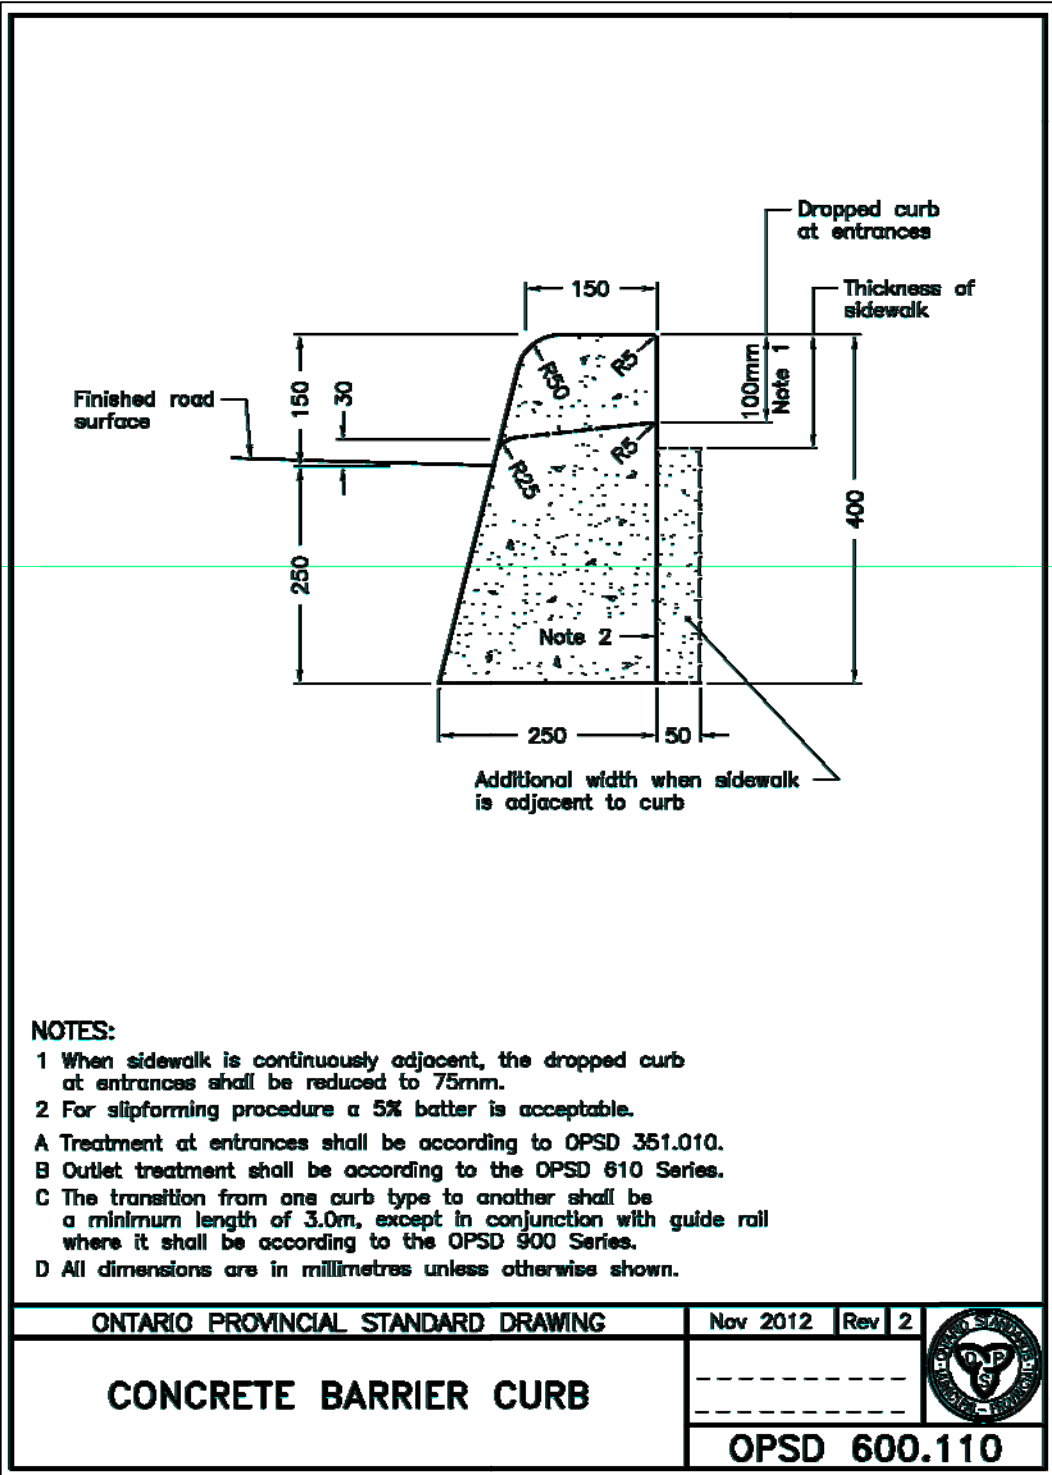 Dropped curb
at entrances
Thickness of
sidewalk
150
R50
R5
100mm
Note 1
150
30
Finished road
surface
R25
R5
400
250
Note 2
250
50
Additional width when sidewalk
is adjacent to curb
NOTES:
1 When sidewalk is continuously adjacent, the dropped curb
at entrances shall be reduced to 75mm.
2 For slipforming procedure a 5% batter is acceptable.
A Treatment at entrances shall be according to OPSD 351.010.
B Outlet treatment shall be according to the OPSD 610 Series.
C The transition from one curb type to another shall be
a minimum length of 3.0m, except in conjunction with guide rail
where it shall be according to the OPSD 900 Series.
D All dimensions are in millimetres unless otherwise shown.
ONTARIO PROVINCIAL STANDARD DRAWING
Nov 2012 Rev 2
CONCRETE BARRIER CURB
OPS
OPSD 600.110